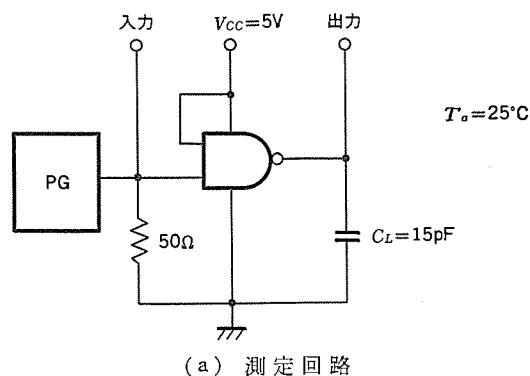 入力
V_CC=5V
出力
T_a=25°C
PG
50Ω
C_L=15pF
(a) 測定回路